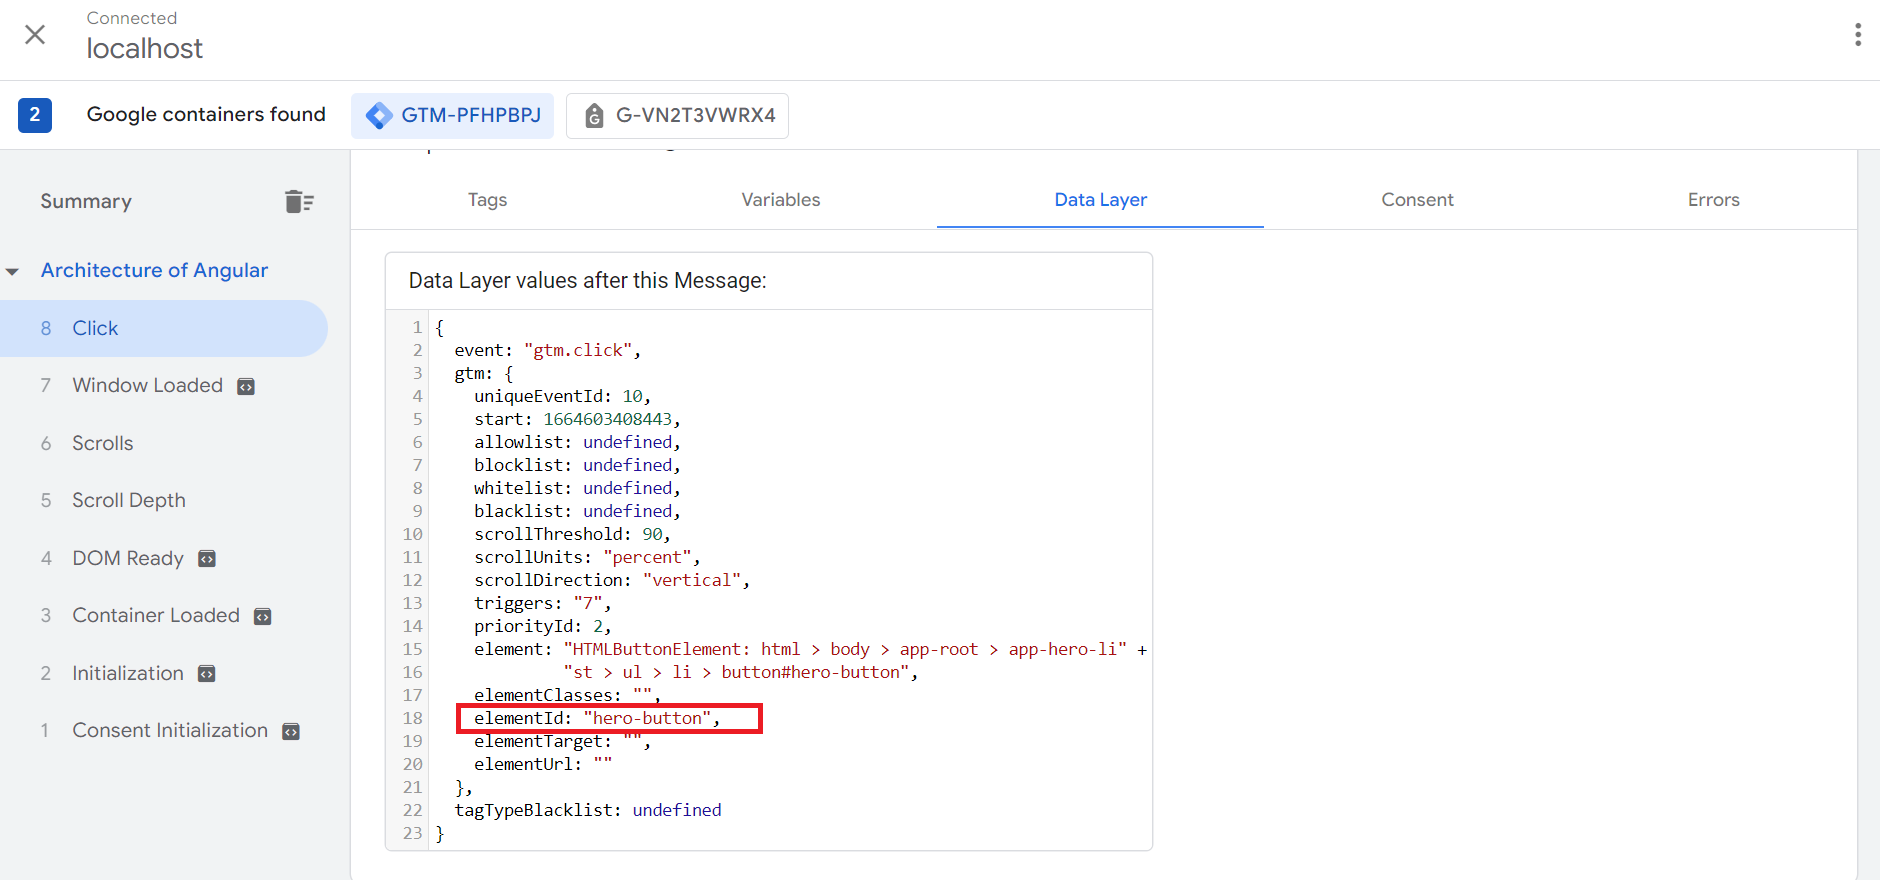 Connected
localhost
2 Google containers found GTM-PFHPBPJ G-VN2T3VWRX4
Summary
Architecture of Angular
8 Click
7 Window Loaded
6 Scrolls
5 Scroll Depth
4 DOM Ready
3 Container Loaded
2 Initialization
1 Consent Initialization
Tags Variables Data Layer Consent Errors
Data Layer values after this Message:
1 {
2 event: "gtm.click",
3 gtm: {
4 uniqueEventId: 10,
5 start: 1664603408443,
6 allowlist: undefined,
7 blocklist: undefined,
8 whitelist: undefined,
9 blacklist: undefined,
10 scrollThreshold: 90,
11 scrollUnits: "percent",
12 scrollDirection: "vertical",
13 triggers: "7",
14 priorityId: 2,
15 element: "HTMLButtonElement: html > body > app-root > app-hero-li" +
16 "st > ul > li > button#hero-button",
17 elementClasses: "",
18 elementId: "hero-button",
19 elementTarget: "",
20 elementUrl: ""
21 },
22 tagTypeBlacklist: undefined
23 }